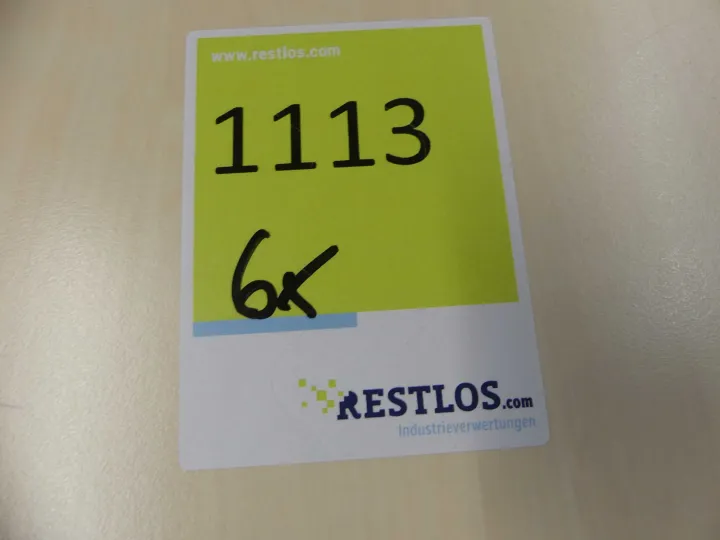 www.restlos.com
1113
6x
RESTLOS.com
Industrieverwertungen